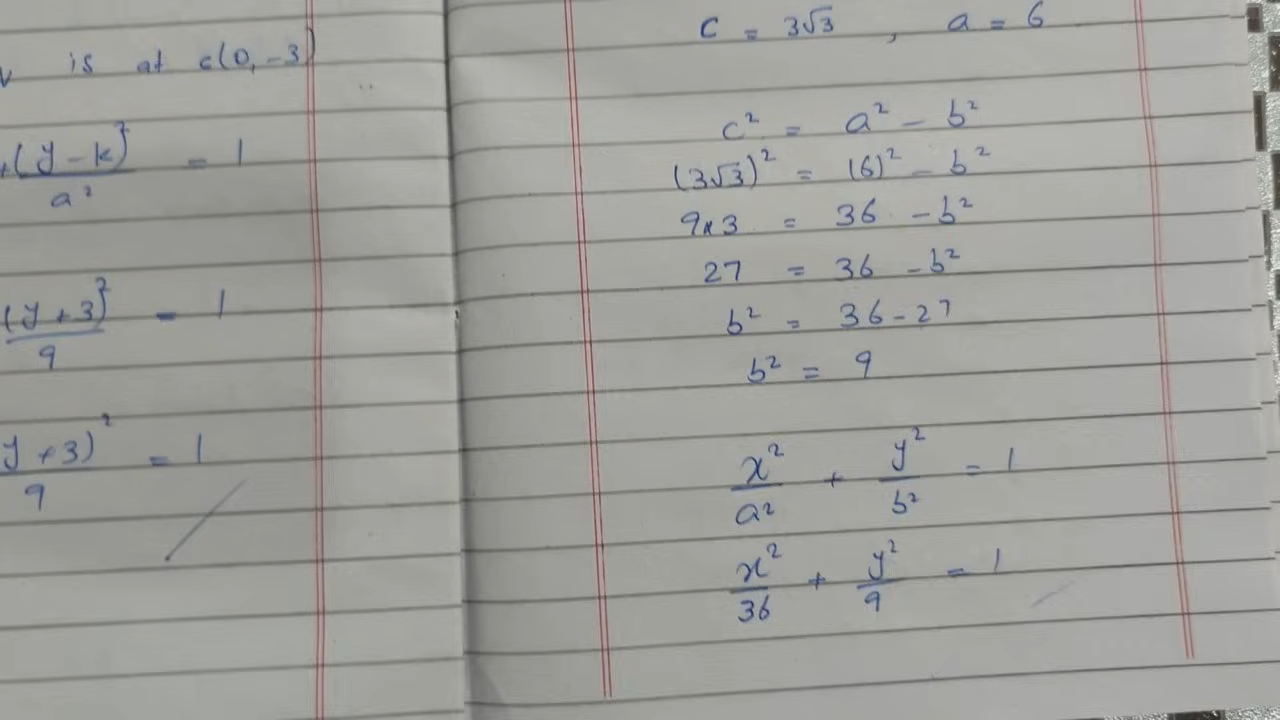 is at c(0, -3)
+(y - k)² = 1
a²
(y + 3)² = 1
9
y + 3)² = 1
9
c = 3√3 , a = 6
c² = a² - b²
(3√3)² = (6)² - b²
9×3 = 36 - b²
27 = 36 - b²
b² = 36 - 27
b² = 9
x² + y² = 1
a² b²
x² + y² = 1
36 9